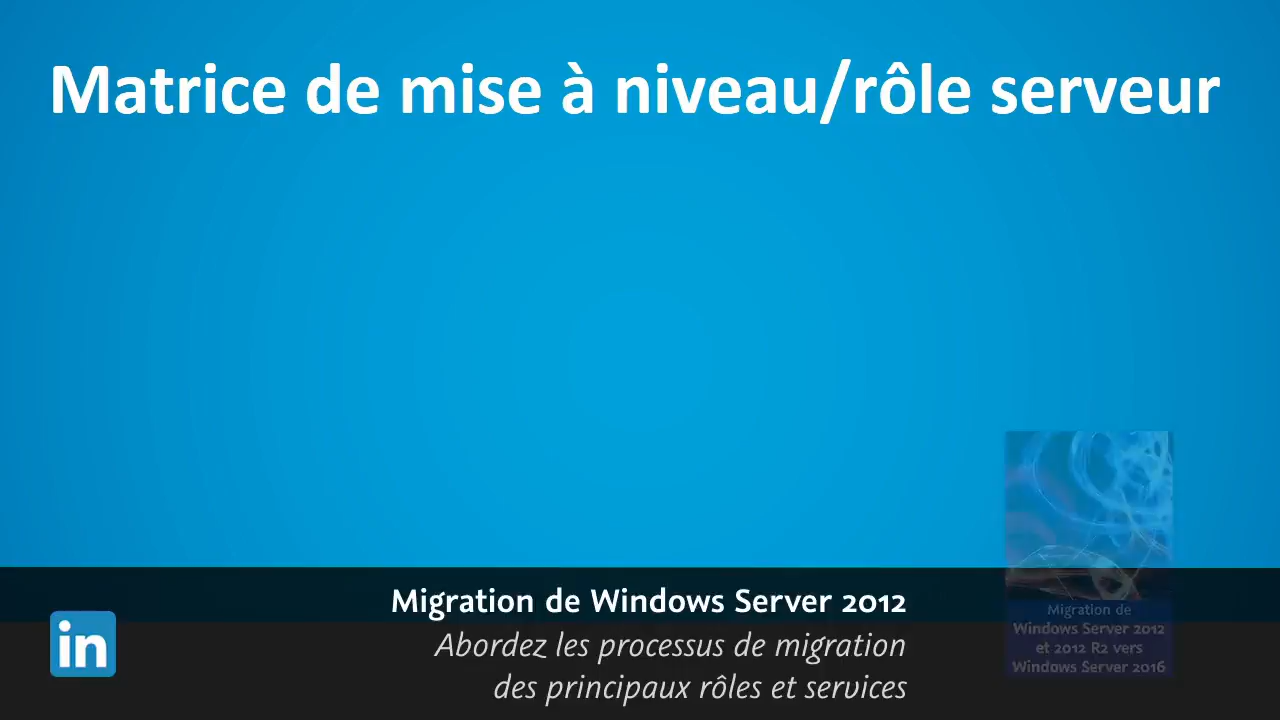 Matrice de mise à niveau/rôle serveur
Migration de Windows Server 2012
Abordez les processus de migration
des principaux rôles et services
in
Migration de
Windows Server 2012
et 2012 R2 vers
Windows Server 2016